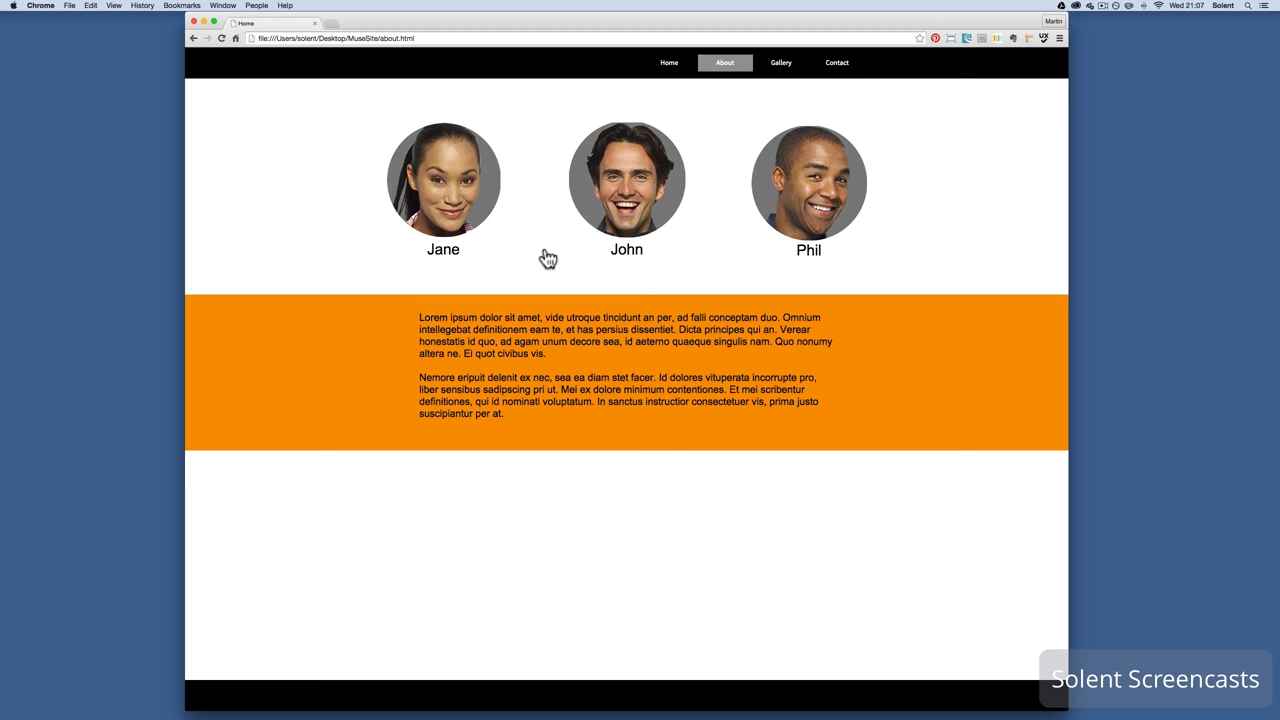 Chrome File Edit View History Bookmarks Window People Help Wed 21:07 Solent
Home Martin
file:///Users/solent/Desktop/MuseSite/about.html
Home About Gallery Contact
Jane John Phil
Lorem ipsum dolor sit amet, vide utroque tincidunt an per, ad falli conceptam duo. Omnium
intellegebat definitionem eam te, et has persius dissentiet. Dicta principes qui an. Verear
honestatis id quo, ad agam unum decore sea, id aeterno quaeque singulis nam. Quo nonumy
altera ne. Ei quot civibus vis.
Nemore eripuit delenit ex nec, sea ea diam stet facer. Id dolores vituperata incorrupte pro,
liber sensibus sadipscing pri ut. Mei ex dolore minimum contentiones. Et mei scribentur
definitiones, qui id nominati voluptatum. In sanctus instructior consectetuer vis, prima justo
suscipiantur per at.
Solent Screencasts